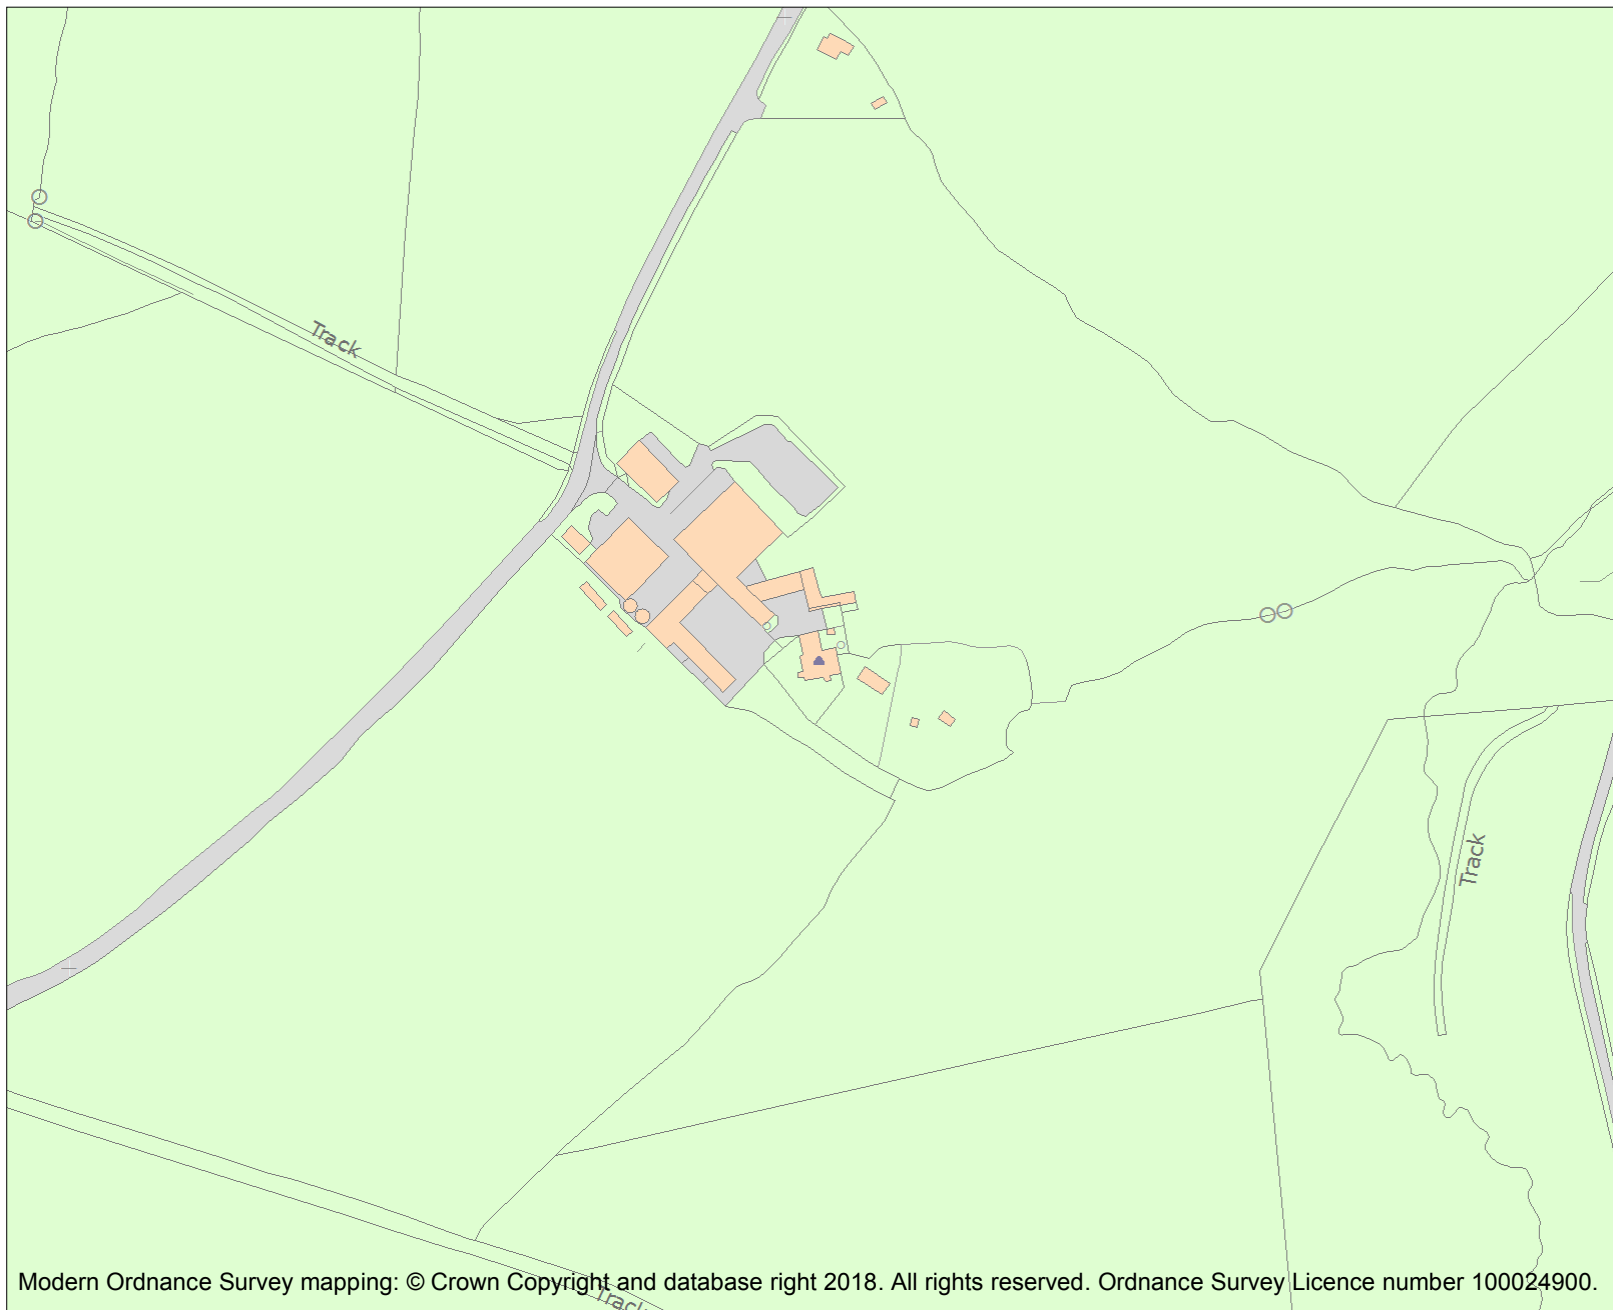 Track
Track
Modern Ordnance Survey mapping: © Crown Copyright and database right 2018. All rights reserved. Ordnance Survey Licence number 100024900.
Track